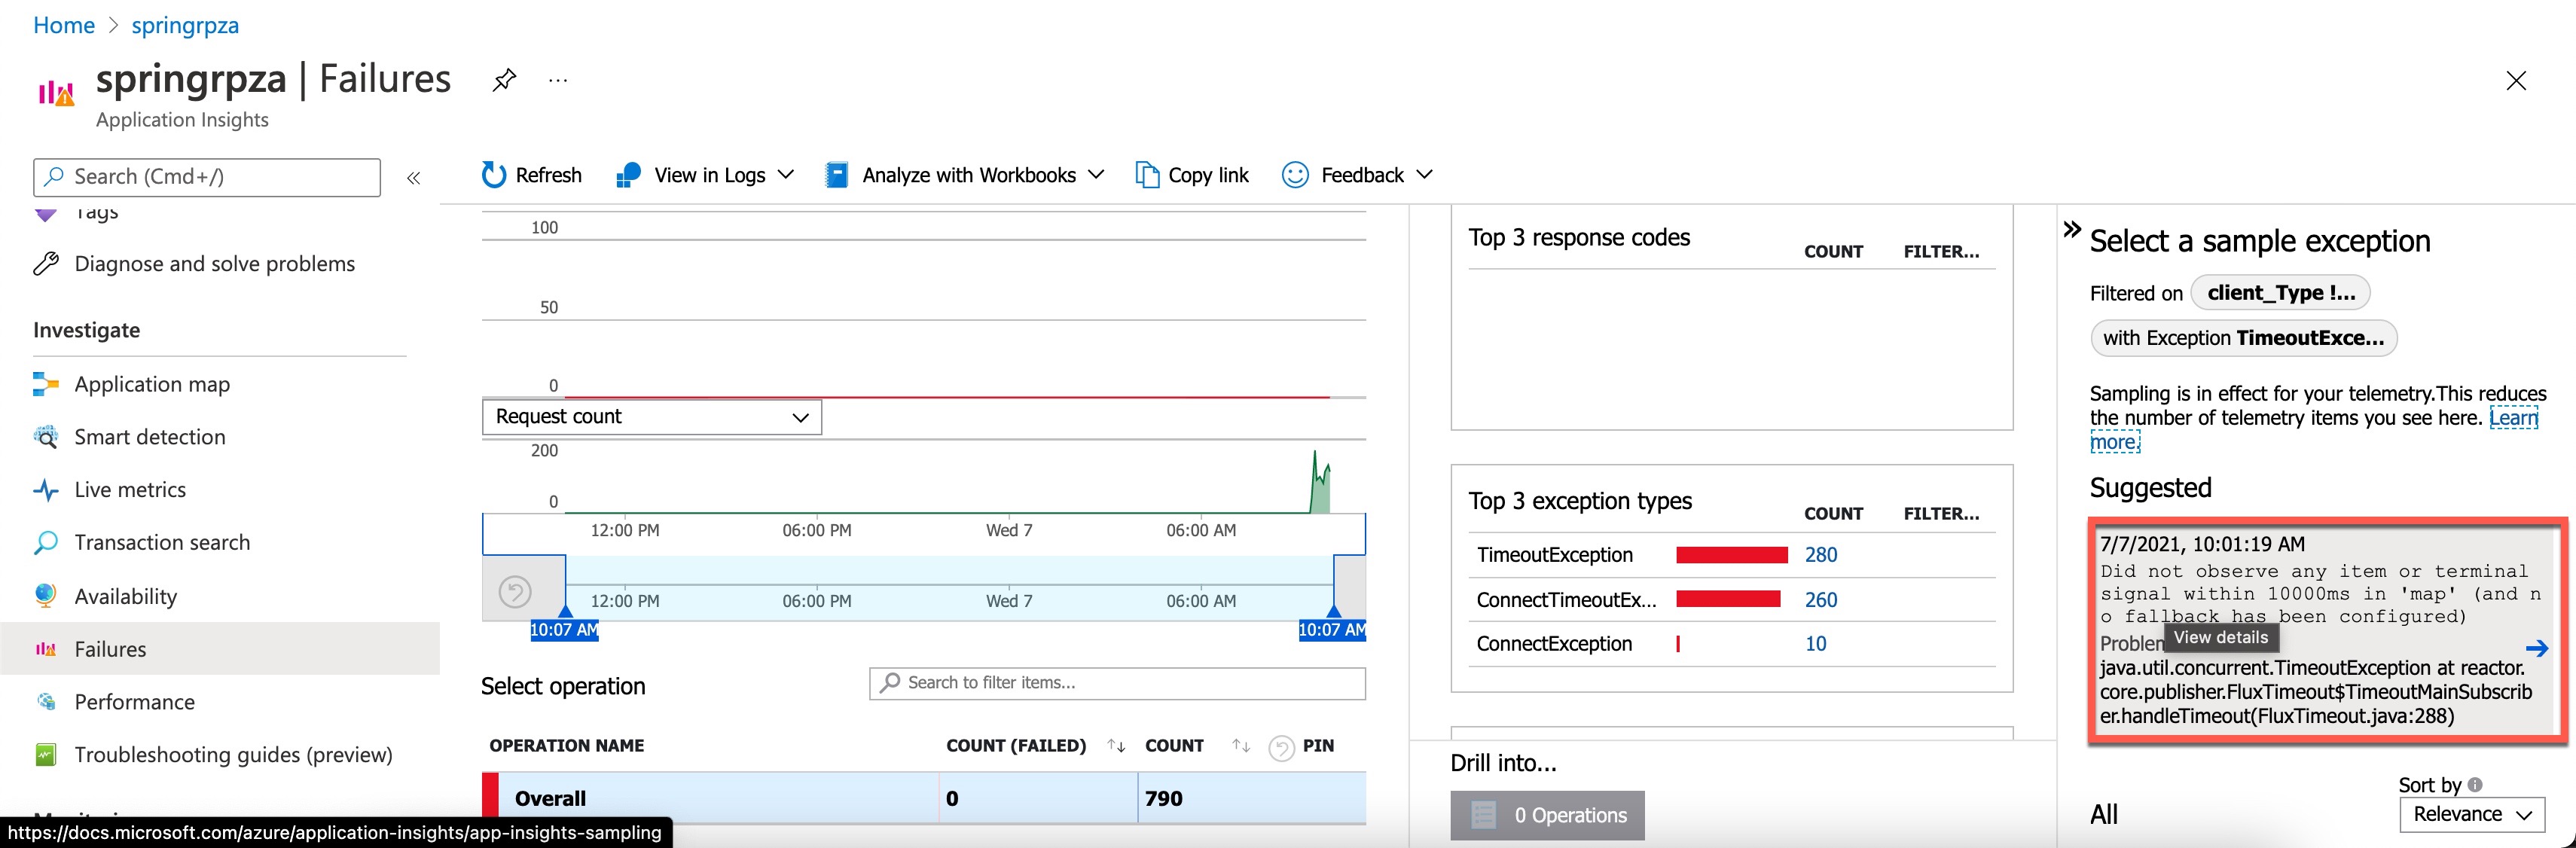 Home > springrpza
springrpza | Failures
...
Application Insights
Search (Cmd+/)
«
Refresh
View in Logs
Analyze with Workbooks
Copy link
Feedback
Tags
Diagnose and solve problems
Investigate
Application map
Smart detection
Live metrics
Transaction search
Availability
Failures
Performance
Troubleshooting guides (preview)
https://docs.microsoft.com/azure/application-insights/app-insights-sampling
100
50
0
Request count
200
0
12:00 PM
06:00 PM
Wed 7
06:00 AM
12:00 PM
06:00 PM
Wed 7
06:00 AM
10:07 AM
10:07 AM
Select operation
Search to filter items...
OPERATION NAME
COUNT (FAILED)
COUNT
PIN
Overall
0
790
Top 3 response codes
COUNT
FILTER...
Top 3 exception types
COUNT
FILTER...
TimeoutException
280
ConnectTimeoutEx...
260
ConnectException
10
Drill into...
0 Operations
»
Select a sample exception
Filtered on
client_Type !...
with Exception TimeoutExce...
Sampling is in effect for your telemetry.This reduces
the number of telemetry items you see here. Learn
more.
Suggested
7/7/2021, 10:01:19 AM
Did not observe any item or terminal
signal within 10000ms in 'map' (and n
o fallback has been configured)
View details
java.util.concurrent.TimeoutException at reactor.
core.publisher.FluxTimeout$TimeoutMainSubscrib
er.handleTimeout(FluxTimeout.java:288)
Sort by
All
Relevance